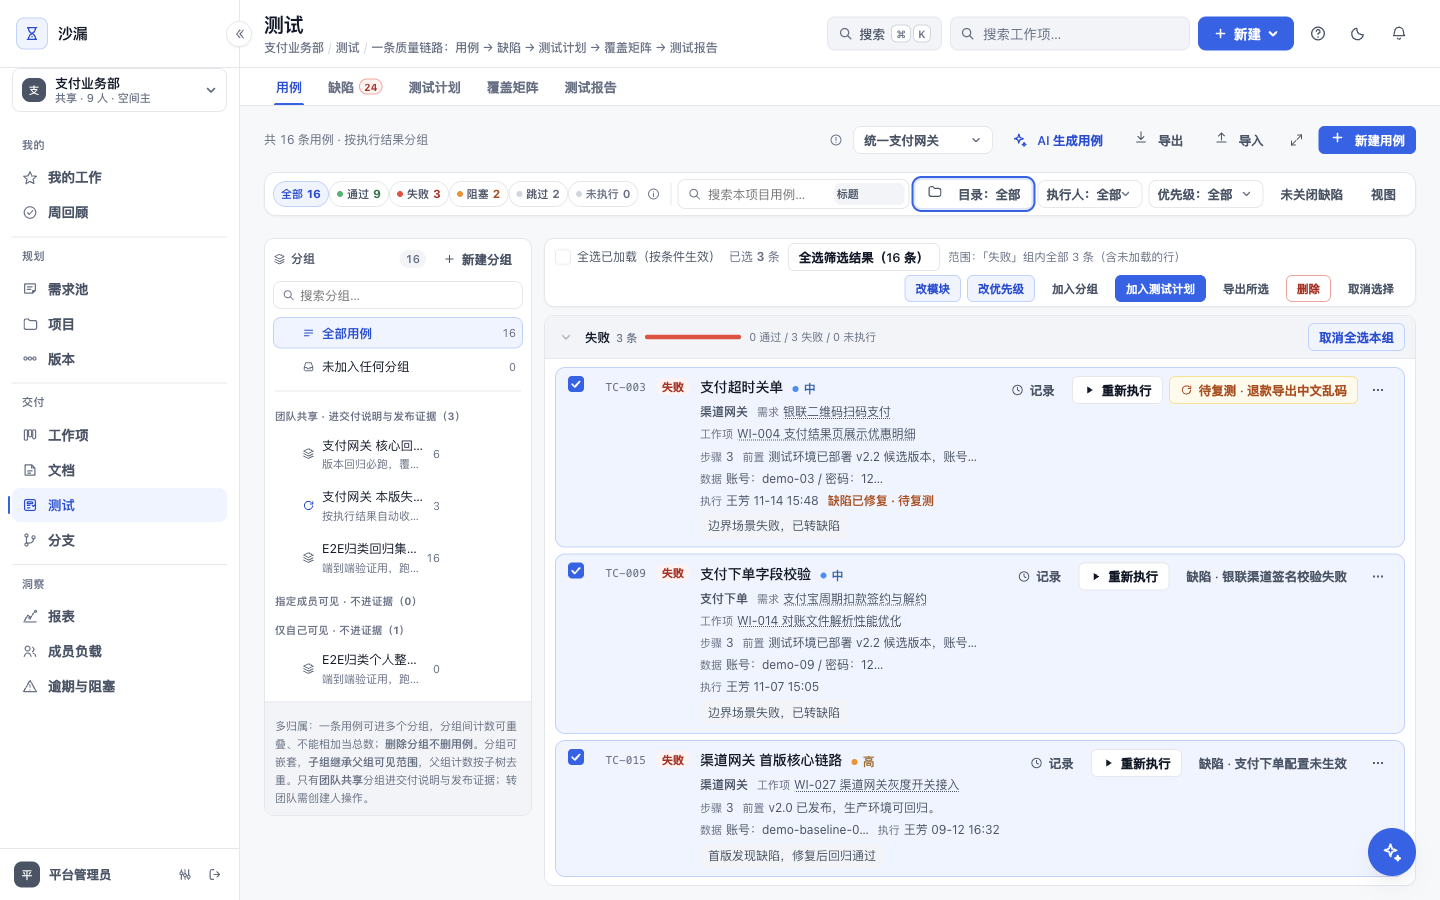 沙漏
支
支付业务部
共享 · 9 人 · 空间主
我的
我的工作
周回顾
规划
需求池
项目
版本
交付
工作项
文档
测试
分支
洞察
报表
成员负载
逾期与阻塞
平
平台管理员
测试
支付业务部 / 测试 / 一条质量链路：用例 → 缺陷 → 测试计划 → 覆盖矩阵 → 测试报告
搜索 ⌘ K
搜索工作项...
新建
用例
缺陷 24
测试计划
覆盖矩阵
测试报告
共 16 条用例 · 按执行结果分组
统一支付网关
AI 生成用例
导出
导入
新建用例
全部 16
通过 9
失败 3
阻塞 2
跳过 2
未执行 0
搜索本项目用例...
标题
目录：全部
执行人：全部
优先级：全部
未关闭缺陷
视图
分组
16
新建分组
搜索分组...
全部用例 16
未加入任何分组 0
团队共享 · 进交付说明与发布证据（3）
支付网关 核心回... 6
版本回归必跑，覆...
支付网关 本版失... 3
按执行结果自动收...
E2E归类回归集... 16
端到端验证用，跑...
指定成员可见 · 不进证据（0）
仅自己可见 · 不进证据（1）
E2E归类个人整... 0
端到端验证用，跑...
多归属：一条用例可进多个分组，分组间计数可重
叠、不能相加当总数；删除分组不删用例。分组可
嵌套，子组继承父组可见范围，父组计数按子树去
重。只有团队共享分组进交付说明与发布证据；转
团队需创建人操作。
全选已加载（按条件生效）
已选 3 条
全选筛选结果（16 条）
范围：「失败」组内全部 3 条（含未加载的行）
改模块
改优先级
加入分组
加入测试计划
导出所选
删除
取消选择
失败 3 条 0 通过 / 3 失败 / 0 未执行
取消全选本组
TC-003 失败 支付超时关单 中
记录
重新执行
待复测 · 退款导出中文乱码
渠道网关 需求 银联二维码扫码支付
工作项 WI-004 支付结果页展示优惠明细
步骤 3 前置 测试环境已部署 v2.2 候选版本，账号...
数据 账号：demo-03 / 密码：12...
执行 王芳 11-14 15:48 缺陷已修复 · 待复测
边界场景失败，已转缺陷
TC-009 失败 支付下单字段校验 中
记录
重新执行
缺陷 · 银联渠道签名校验失败
支付下单 需求 支付宝周期扣款签约与解约
工作项 WI-014 对账文件解析性能优化
步骤 3 前置 测试环境已部署 v2.2 候选版本，账号...
数据 账号：demo-09 / 密码：12...
执行 王芳 11-07 15:05
边界场景失败，已转缺陷
TC-015 失败 渠道网关 首版核心链路 高
记录
重新执行
缺陷 · 支付下单配置未生效
渠道网关 工作项 WI-027 渠道网关灰度开关接入
步骤 3 前置 v2.0 已发布，生产环境可回归。
数据 账号：demo-baseline-0... 执行 王芳 09-12 16:32
首版发现缺陷，修复后回归通过